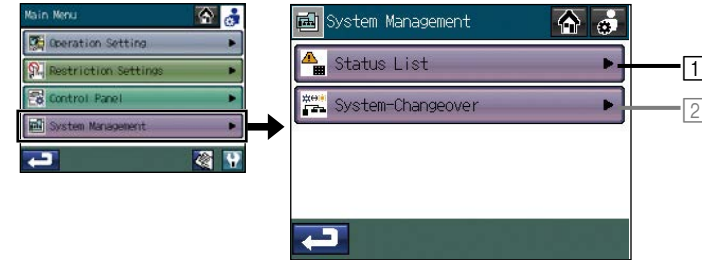 Main Menu
Operation Setting
Restriction Settings
Control Panel
System Management
System Management
Status List
System-Changeover
1
2